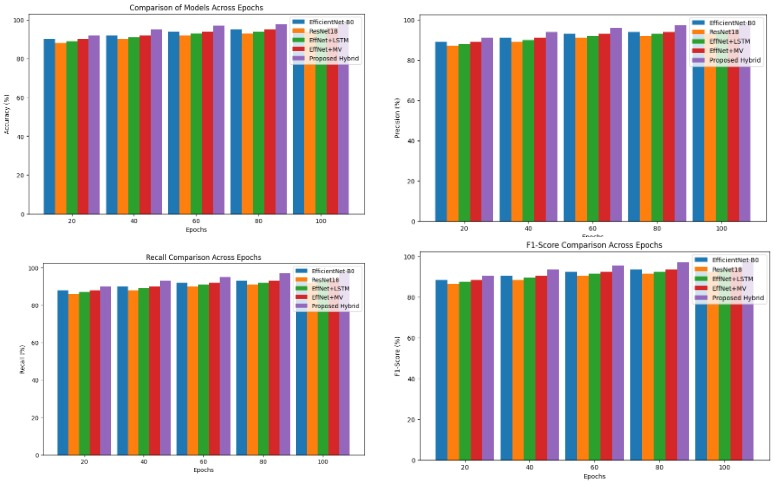 Comparison of Models Across Epochs
Accuracy (%)
100
80
60
40
20
0
EfficientNet-B0
ResNet18
EffNet+LSTM
EffNet+MV
Proposed Hybrid
20 40 60 80 100
Epochs
Precision (%)
100
80
60
40
20
0
EfficientNet-B0
ResNet18
EffNet+LSTM
EffNet+MV
Proposed Hybrid
20 40 60 80 100
Recall Comparison Across Epochs
Recall (%)
100
80
60
40
20
0
EfficientNet-B0
ResNet18
EffNet+LSTM
EffNet+MV
Proposed Hybrid
20 40 60 80 100
Epochs
F1-Score Comparison Across Epochs
F1-Score (%)
100
80
60
40
20
0
EfficientNet-B0
ResNet18
EffNet+LSTM
EffNet+MV
Proposed Hybrid
20 40 60 80 100
Epochs